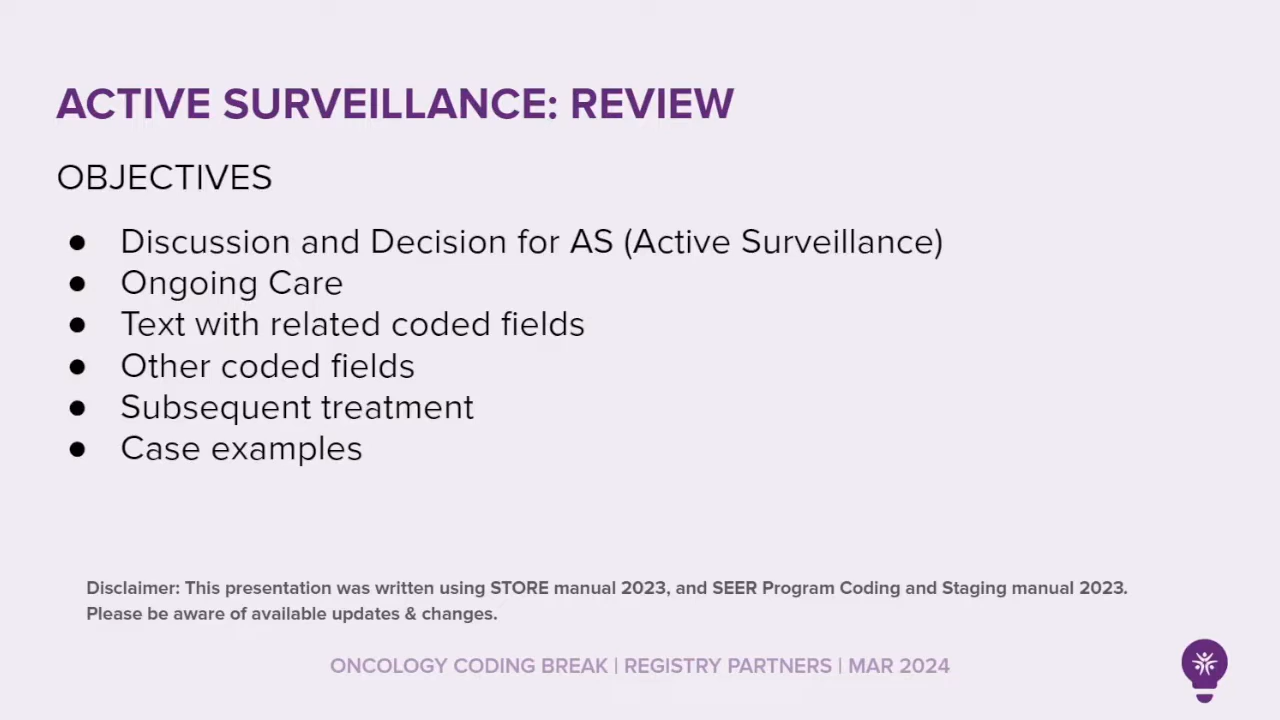 ACTIVE SURVEILLANCE: REVIEW
OBJECTIVES
● Discussion and Decision for AS (Active Surveillance)
● Ongoing Care
● Text with related coded fields
● Other coded fields
● Subsequent treatment
● Case examples
Disclaimer: This presentation was written using STORE manual 2023, and SEER Program Coding and Staging manual 2023.
Please be aware of available updates & changes.
ONCOLOGY CODING BREAK | REGISTRY PARTNERS | MAR 2024